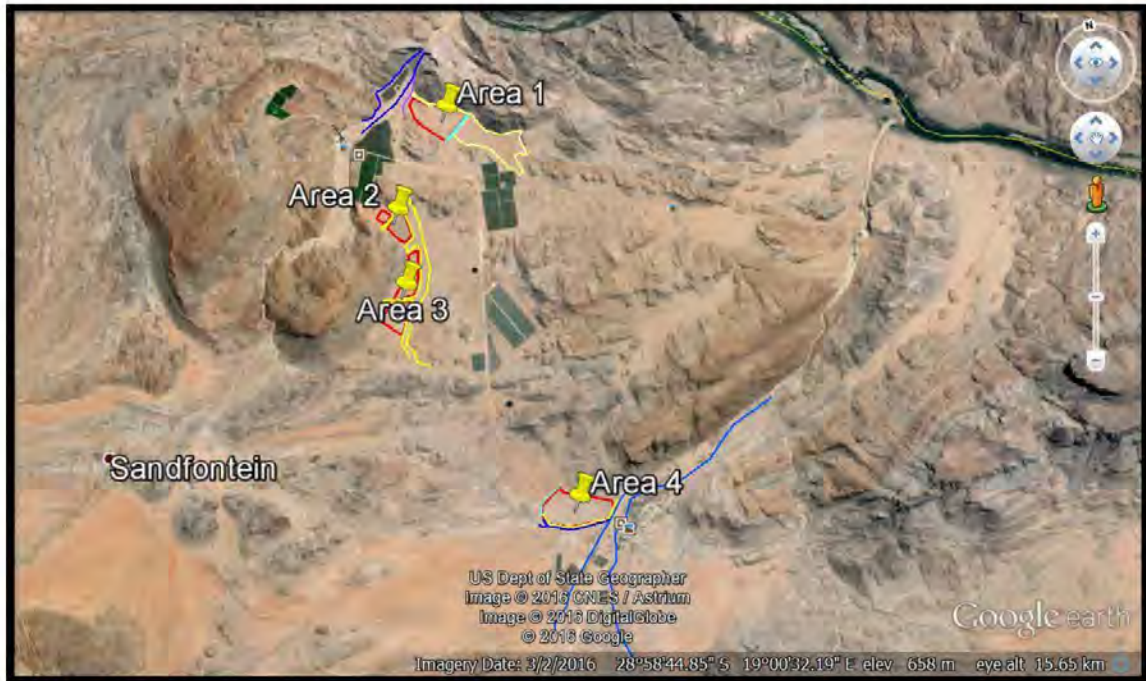 N
Area 1
Area 2
Area 3
Sandfontein
Area 4
US Dept of State Geographer
Image © 2016 CNES / Astrium
Image © 2016 DigitalGlobe
© 2016 Google
Google earth
Imagery Date: 3/2/2016 28°58'44.85" S 19°00'32.19" E elev 658 m eye alt 15.65 km